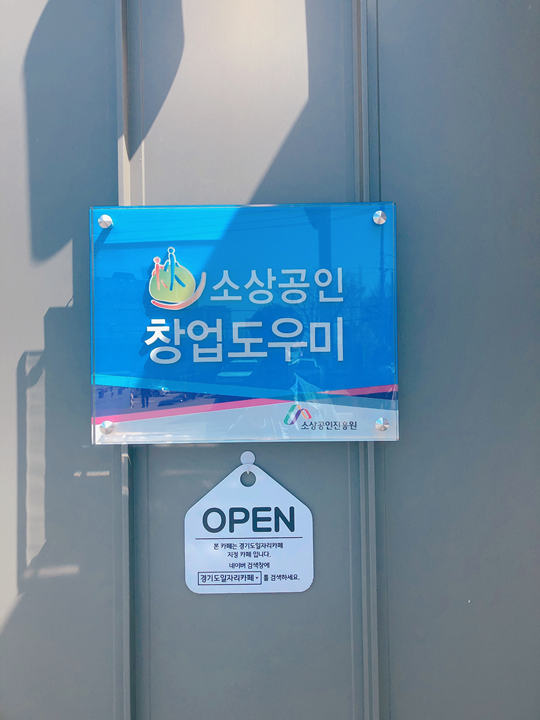 소상공인
창업도우미
소상공인진흥원
OPEN
본 카페는 경기도일자리카페
지정 카페 입니다.
네이버 검색창에
경기도일자리카페 를 검색하세요.